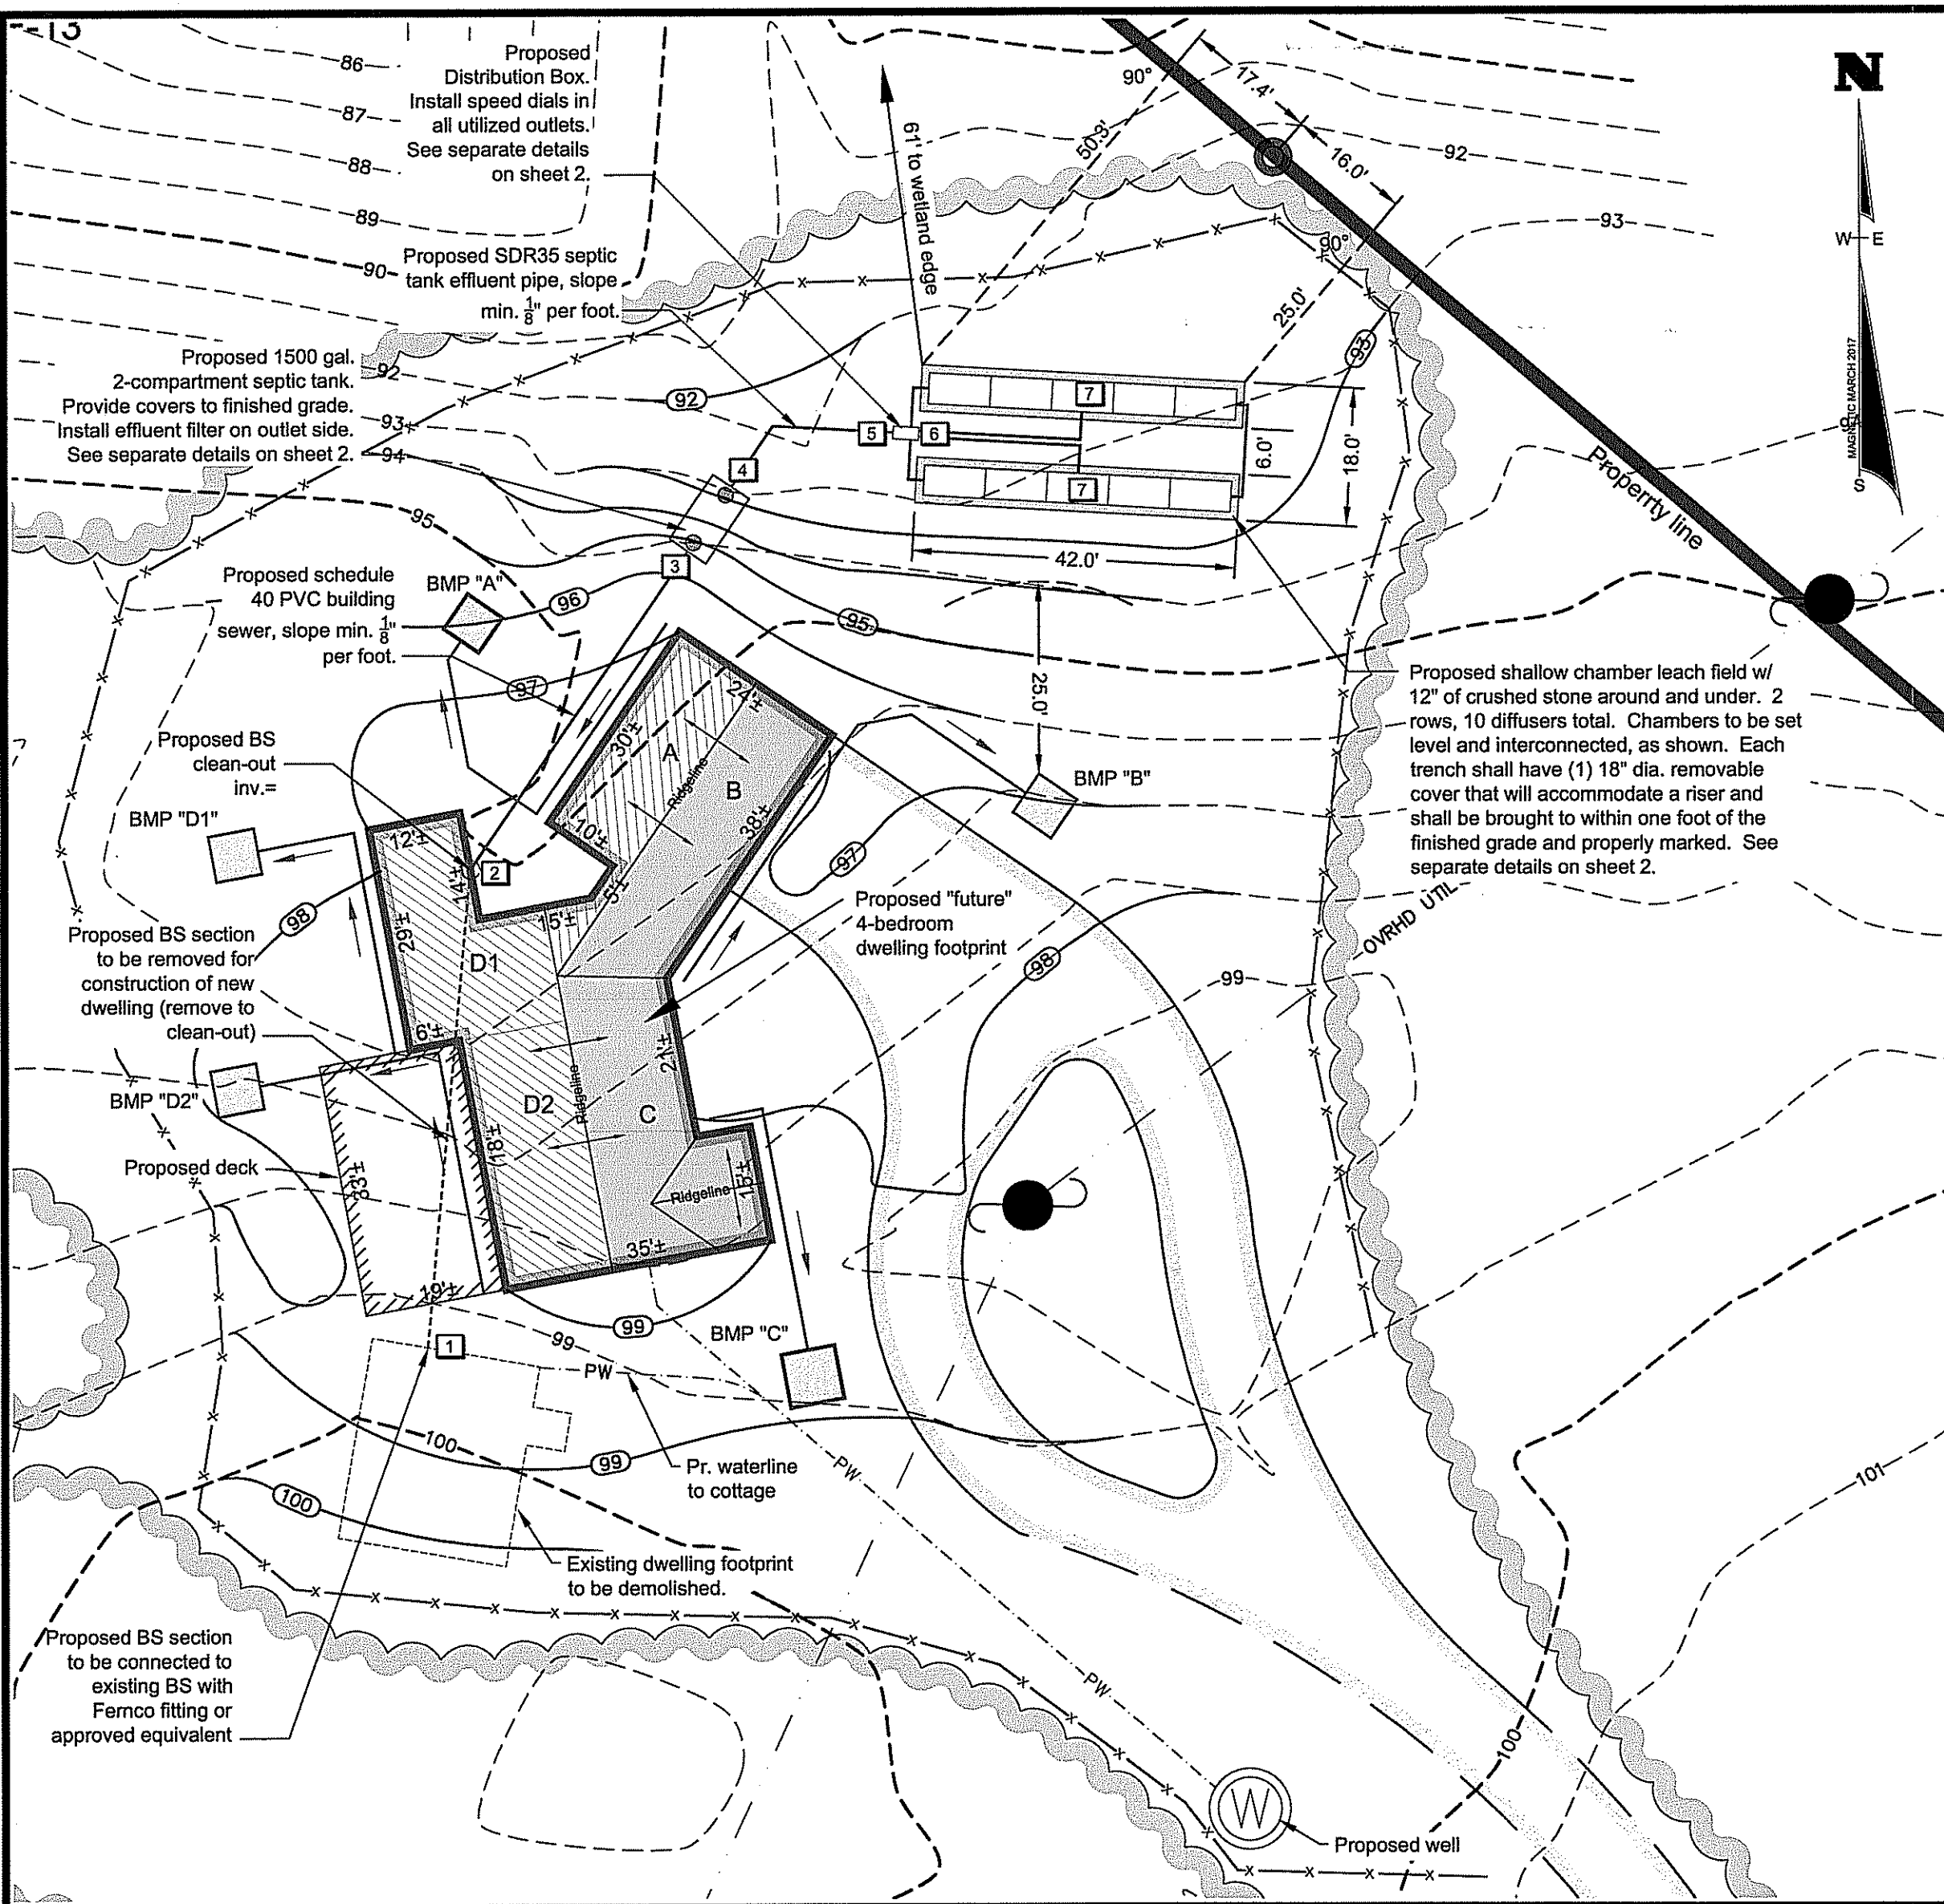 -13
86
87
88
89
90
92
93
94
95
Proposed
Distribution Box.
Install speed dials in
all utilized outlets.
See separate details
on sheet 2.
Proposed SDR35 septic
tank effluent pipe, slope
min. 1/8" per foot.
Proposed 1500 gal.
2-compartment septic tank.
Provide covers to finished grade.
Install effluent filter on outlet side.
See separate details on sheet 2.
61' to wetland edge
90°
50.3'
17.4'
16.0'
92
93
90°
25.0'
93
N
W E
S
MAGNETIC MARCH 2017
92
5
6
7
7
4
3
6.0'
18.0'
42.0'
Properrty line
Proposed schedule
40 PVC building
sewer, slope min. 1/8"
per foot.
BMP "A"
96
95
97
25.0'
Proposed shallow chamber leach field w/
12" of crushed stone around and under. 2
rows, 10 diffusers total. Chambers to be set
level and interconnected, as shown. Each
trench shall have (1) 18" dia. removable
cover that will accommodate a riser and
shall be brought to within one foot of the
finished grade and properly marked. See
separate details on sheet 2.
Proposed BS
clean-out
inv.=
BMP "D1"
BMP "B"
24'±
30'±
A
Ridgeline
B
38'±
10'±
5'±
12'±
14'±
2
15'±
29'±
D1
97
98
98
99
OVRHD UTIL
Proposed "future"
4-bedroom
dwelling footprint
Proposed BS section
to be removed for
construction of new
dwelling (remove to
clean-out)
6'±
21'±
BMP "D2"
D2
Ridgeline
C
18'±
Proposed deck
33'±
Ridgeline
15'±
35'±
19'±
99
BMP "C"
1
99
PW
100
99
100
Pr. waterline
to cottage
PW
101
Existing dwelling footprint
to be demolished.
Proposed BS section
to be connected to
existing BS with
Fernco fitting or
approved equivalent
PW
100
W
Proposed well